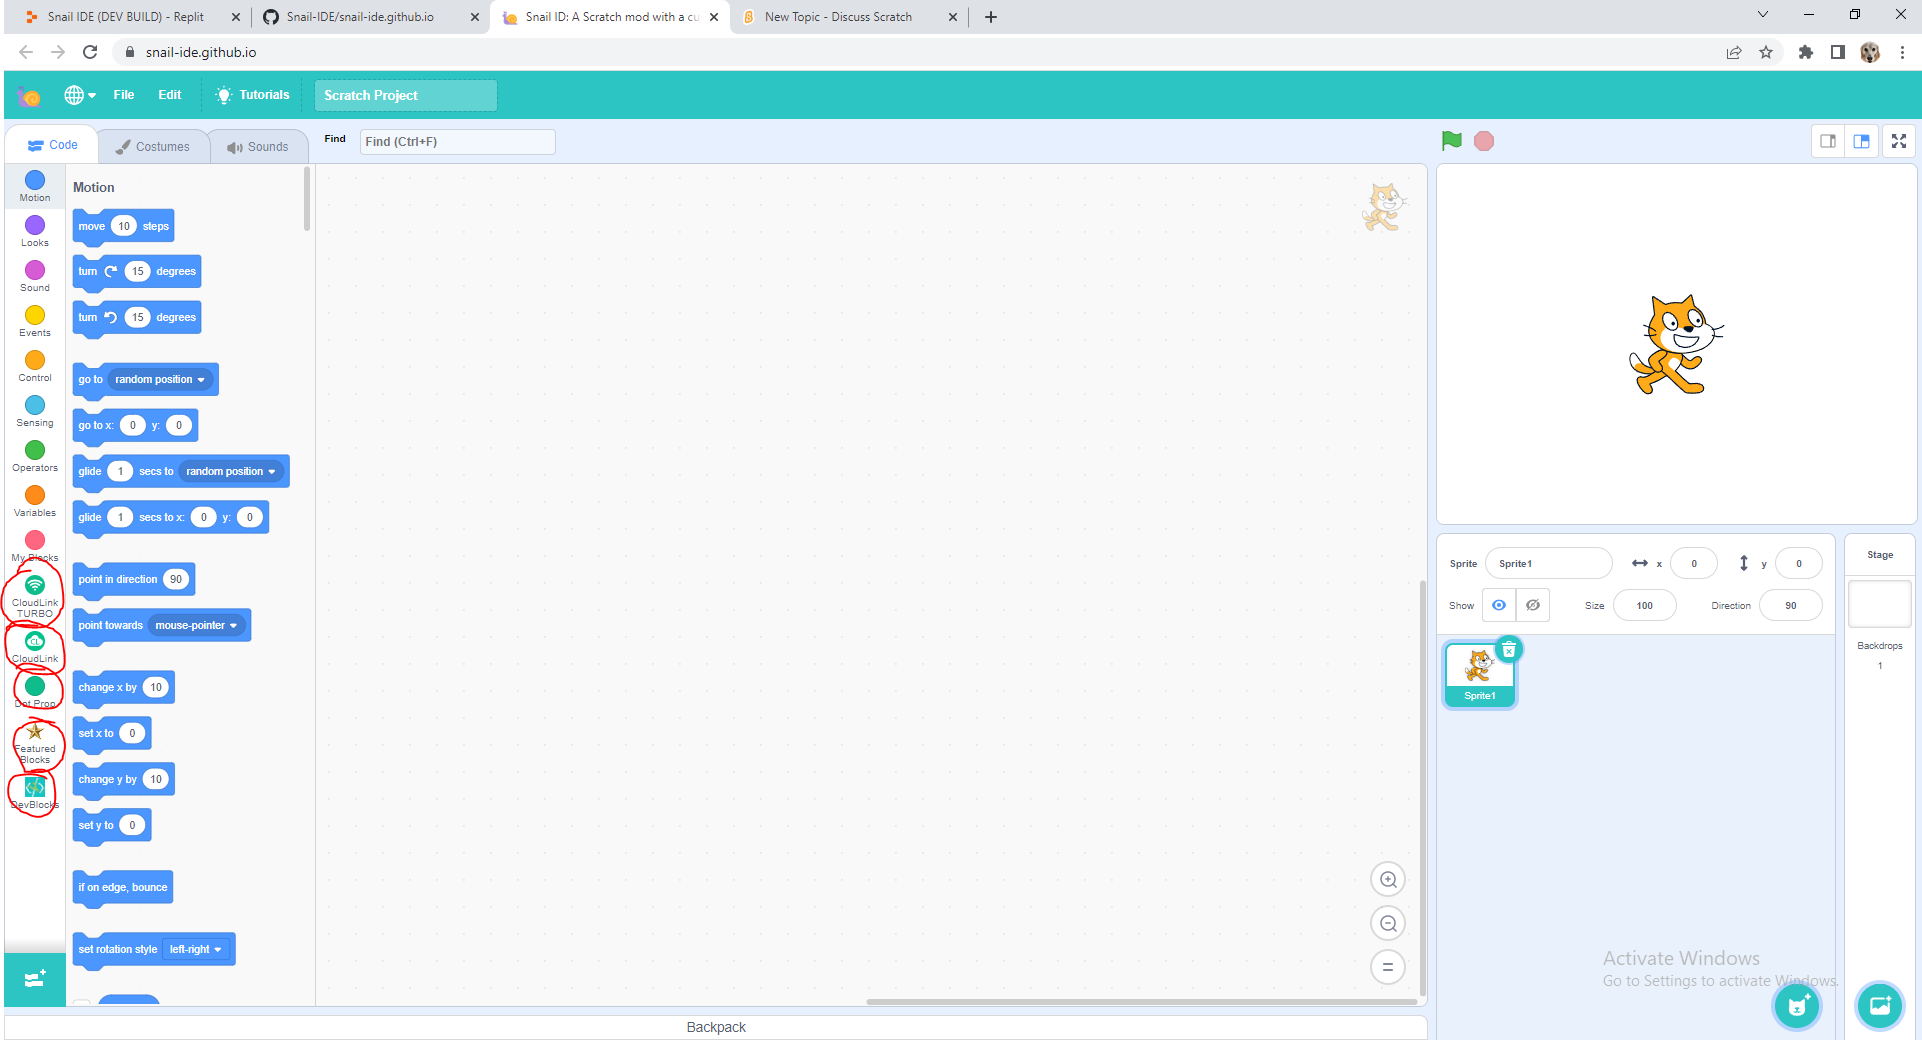 Snail IDE (DEV BUILD) - Replit
Snail-IDE/snail-ide.github.io
Snail ID: A Scratch mod with a cu
New Topic - Discuss Scratch
snail-ide.github.io
File
Edit
Tutorials
Scratch Project
Code
Costumes
Sounds
Find
Find (Ctrl+F)
Motion
Looks
Sound
Events
Control
Sensing
Operators
Variables
My Blocks
CloudLink
TURBO
CloudLink
Dot Prop
Featured
Blocks
DevBlocks
Motion
move 10 steps
turn 15 degrees
turn 15 degrees
go to random position
go to x: 0 y: 0
glide 1 secs to random position
glide 1 secs to x: 0 y: 0
point in direction 90
point towards mouse-pointer
change x by 10
set x to 0
change y by 10
set y to 0
if on edge, bounce
set rotation style left-right
Sprite Sprite1 x 0 y 0
Show Size 100 Direction 90
Sprite1
Stage
Backdrops
1
Activate Windows
Go to Settings to activate Windows.
Backpack